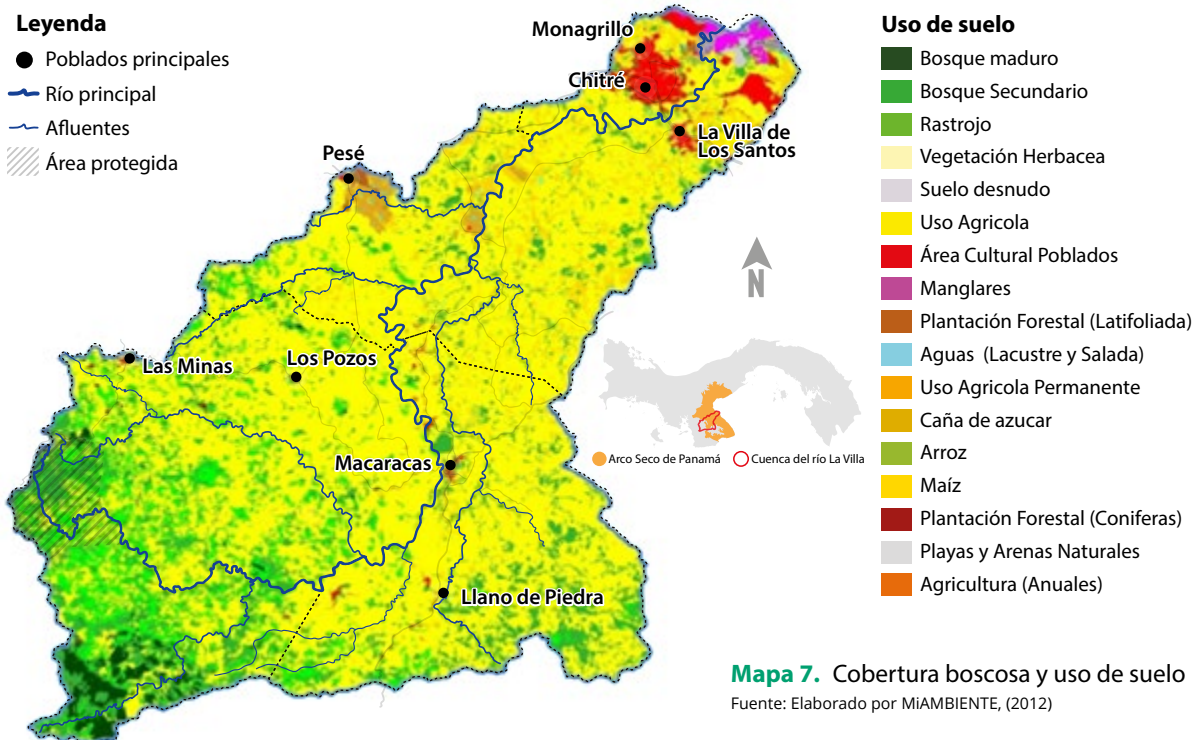 Leyenda
Poblados principales
Río principal
Afluentes
Área protegida
Monagrillo
Chitré
La Villa de
Los Santos
Pesé
Las Minas
Los Pozos
Macaracas
Llano de Piedra
N
Arco Seco de Panamá
Cuenca del río La Villa
Uso de suelo
Bosque maduro
Bosque Secundario
Rastrojo
Vegetación Herbacea
Suelo desnudo
Uso Agricola
Área Cultural Poblados
Manglares
Plantación Forestal (Latifoliada)
Aguas (Lacustre y Salada)
Uso Agricola Permanente
Caña de azucar
Arroz
Maíz
Plantación Forestal (Coniferas)
Playas y Arenas Naturales
Agricultura (Anuales)
Mapa 7. Cobertura boscosa y uso de suelo
Fuente: Elaborado por MiAMBIENTE, (2012)